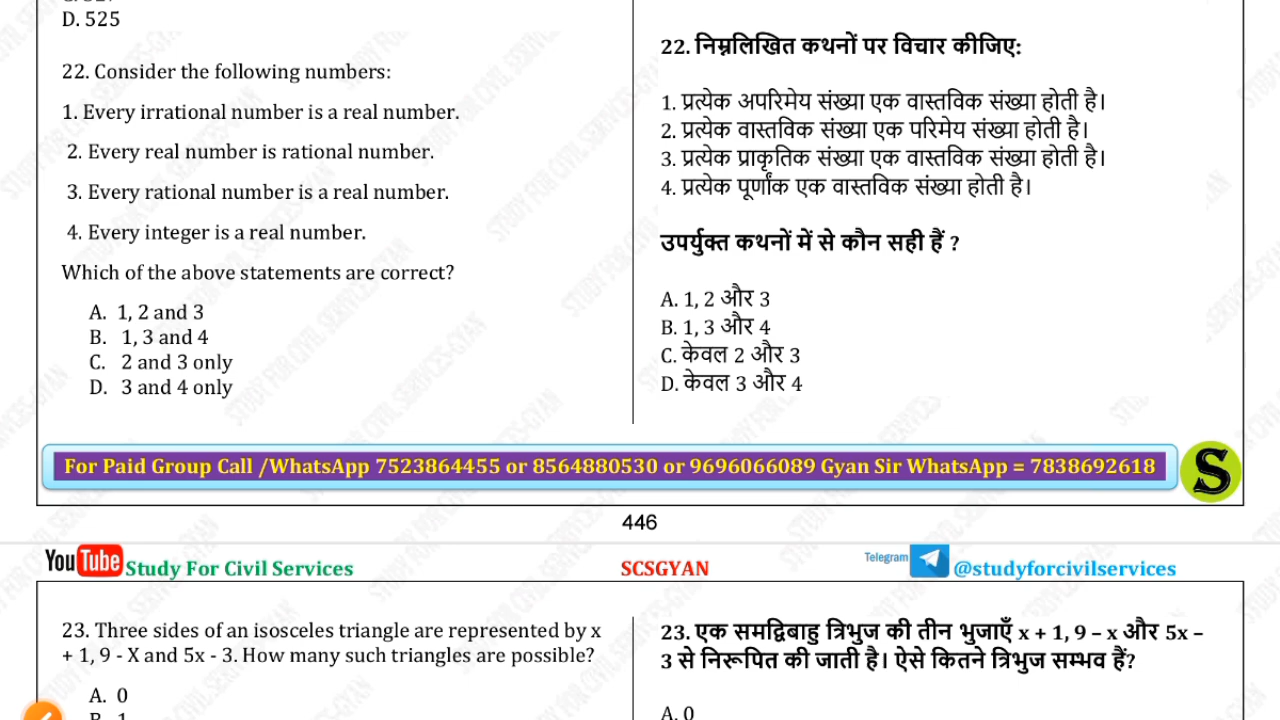 D. 525
22. Consider the following numbers:
1. Every irrational number is a real number.
2. Every real number is rational number.
3. Every rational number is a real number.
4. Every integer is a real number.
Which of the above statements are correct?
A. 1, 2 and 3
B. 1, 3 and 4
C. 2 and 3 only
D. 3 and 4 only
22. निम्नलिखित कथनों पर विचार कीजिए:
1. प्रत्येक अपरिमेय संख्या एक वास्तविक संख्या होती है।
2. प्रत्येक वास्तविक संख्या एक परिमेय संख्या होती है।
3. प्रत्येक प्राकृतिक संख्या एक वास्तविक संख्या होती है।
4. प्रत्येक पूर्णांक एक वास्तविक संख्या होती है।
उपर्युक्त कथनों में से कौन सही हैं ?
A. 1, 2 और 3
B. 1, 3 और 4
C. केवल 2 और 3
D. केवल 3 और 4
For Paid Group Call /WhatsApp 7523864455 or 8564880530 or 9696066089 Gyan Sir WhatsApp = 7838692618
S
446
YouTube Study For Civil Services
SCSGYAN
Telegram @studyforcivilservices
23. Three sides of an isosceles triangle are represented by x
+ 1, 9 - X and 5x - 3. How many such triangles are possible?
A. 0
B. 1
23. एक समद्विबाहु त्रिभुज की तीन भुजाएँ x + 1, 9 – x और 5x –
3 से निरूपित की जाती है। ऐसे कितने त्रिभुज सम्भव हैं?
A. 0